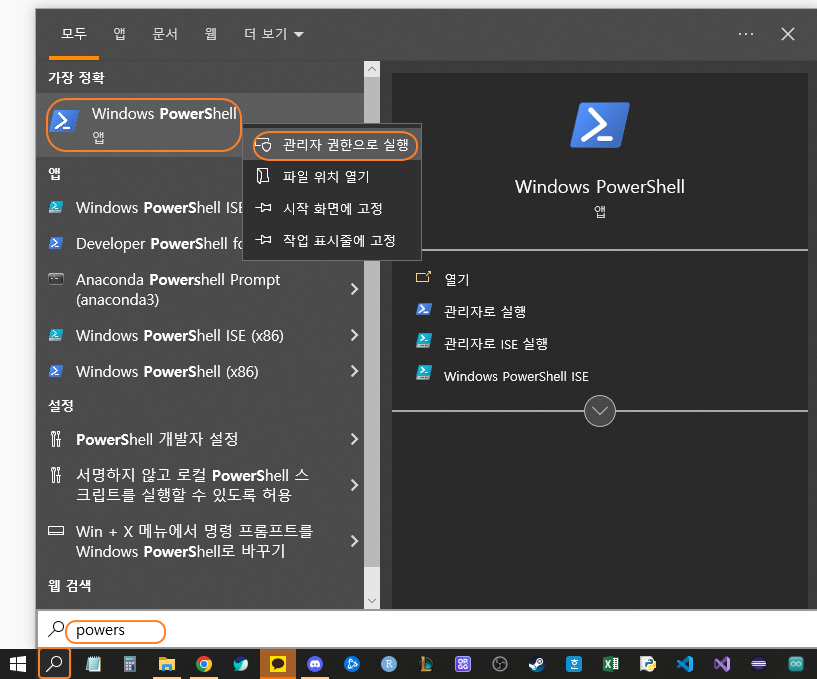 모두 앱 문서 웹 더 보기
가장 정확
Windows PowerShell
앱
관리자 권한으로 실행
파일 위치 열기
시작 화면에 고정
작업 표시줄에 고정
앱
Windows PowerShell ISE
Developer PowerShell fo
Anaconda Powershell Prompt
(anaconda3)
Windows PowerShell ISE (x86)
Windows PowerShell (x86)
설정
PowerShell 개발자 설정
서명하지 않고 로컬 PowerShell 스
크립트를 실행할 수 있도록 허용
Win + X 메뉴에서 명령 프롬프트를
Windows PowerShell로 바꾸기
웹 검색
Windows PowerShell
앱
열기
관리자로 실행
관리자로 ISE 실행
Windows PowerShell ISE
powers